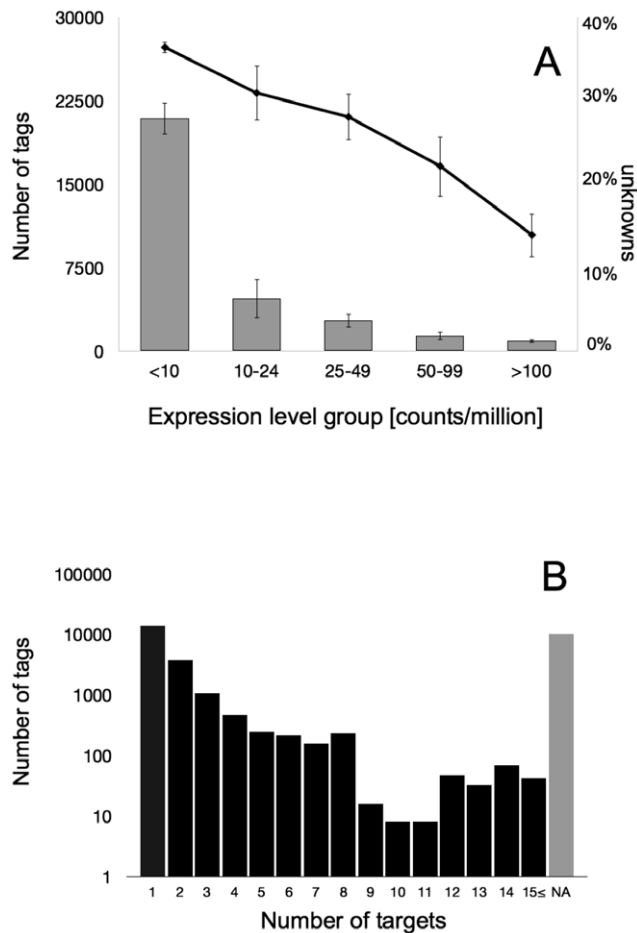 A
Number of tags
30000
22500
15000
7500
0
40%
30%
20%
10%
0%
unknowns
<10 10-24 25-49 50-99 >100
Expression level group [counts/million]
B
Number of tags
100000
10000
1000
100
10
1
1 2 3 4 5 6 7 8 9 10 11 12 13 14 15≤ NA
Number of targets